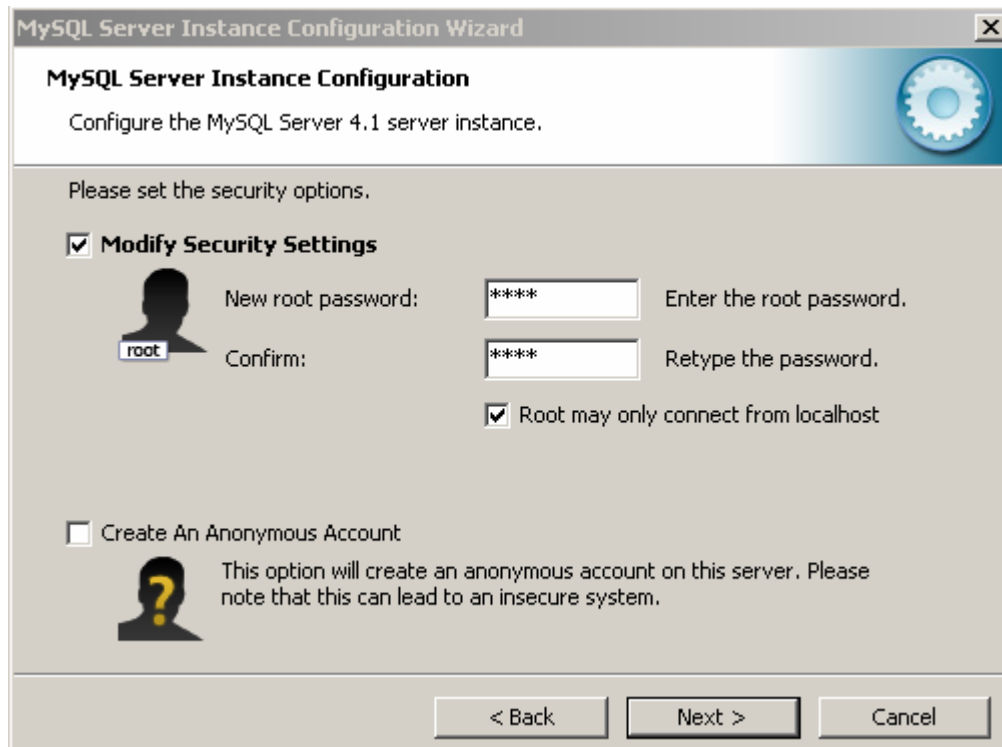 MySQL Server Instance Configuration Wizard
MySQL Server Instance Configuration
Configure the MySQL Server 4.1 server instance.
Please set the security options.
Modify Security Settings
New root password: **** Enter the root password.
root
Confirm: **** Retype the password.
Root may only connect from localhost
Create An Anonymous Account
This option will create an anonymous account on this server. Please
note that this can lead to an insecure system.
< Back Next > Cancel